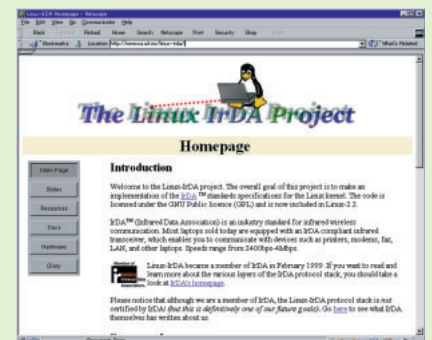 Linux-IrDA Homepage - Netscape
File Edit View Go Communicator Help
Back Reload Home Search Netscape Print Security Stop
Bookmarks Location: What's Related
The Linux IrDA Project
Homepage
Main Page
Status
Resources
Docs
Hardware
Diary
Introduction
Welcome to the Linux-IrDA project. The overall goal of this project is to make an
implementation of the IrDA ™ standards specifications for the Linux kernel. The code is
licensed under the GNU Public licence (GPL) and is now included in Linux-2.2.
IrDA™ (Infrared Data Association) is an industry standard for infrared wireless
communication. Most laptops sold today are equipped with an IrDA compliant infrared
transceiver, which enables you to communicate with devices such as printers, modems, fax,
LAN, and other laptops. Speeds range from 2400bps-4Mbps.
Member of
Infrared
Association
Linux-IrDA became a member of IrDA in February 1999. If you want to read and
learn more about the various layers of the IrDA protocol stack, you should take a
look at IrDA's homepage.
Please notice that although we are a member of IrDA, the Linux-IrDA protocol stack is not
certified by IrDA! (but this is definitively one of our future goals). Go here to see what IrDA
themselves has written about us.